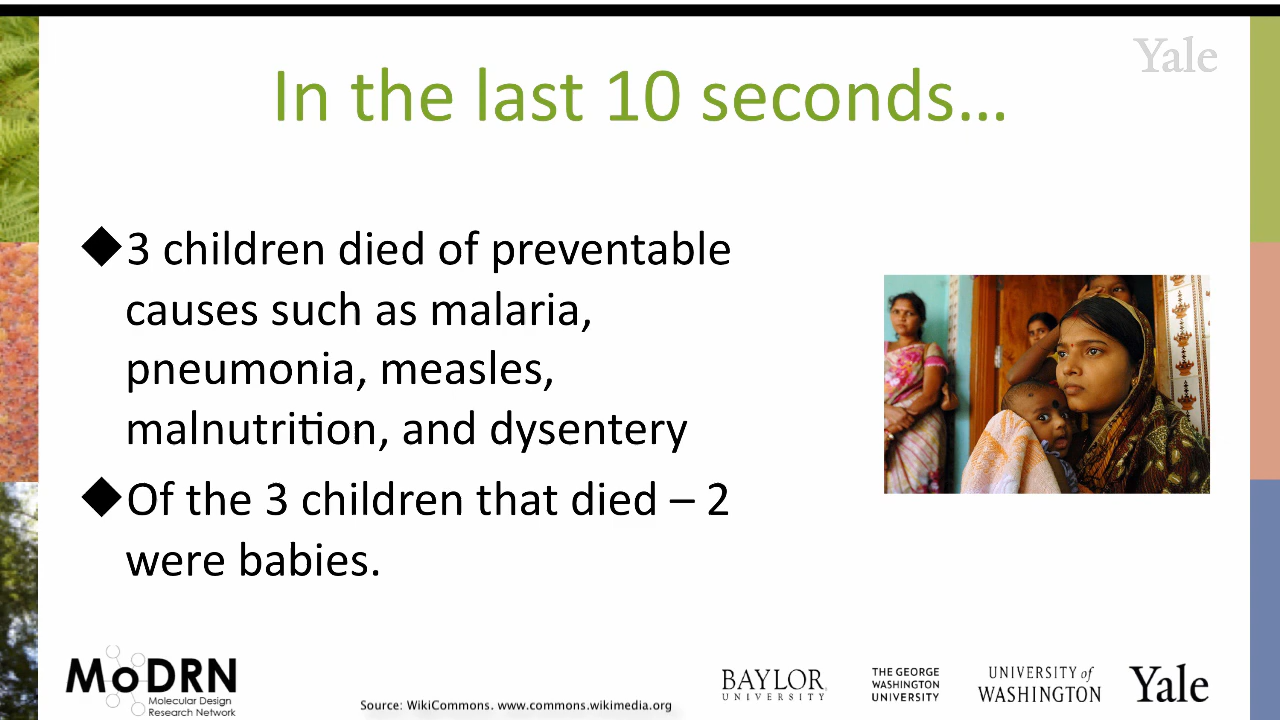 Yale
In the last 10 seconds…
◆3 children died of preventable
causes such as malaria,
pneumonia, measles,
malnutrition, and dysentery
◆Of the 3 children that died – 2
were babies.
MoDRN
Molecular Design
Research Network
Source: WikiCommons. www.commons.wikimedia.org
BAYLOR
UNIVERSITY
THE GEORGE
WASHINGTON
UNIVERSITY
UNIVERSITY of
WASHINGTON
Yale